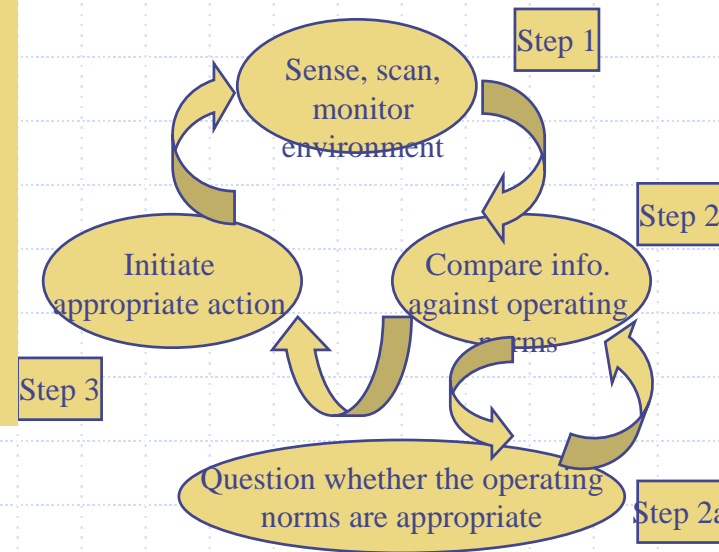 Step 1
Sense, scan,
monitor
environment
Step 2
Compare info.
against operating
norms
Initiate
appropriate action
Step 3
Question whether the operating
norms are appropriate
Step 2a